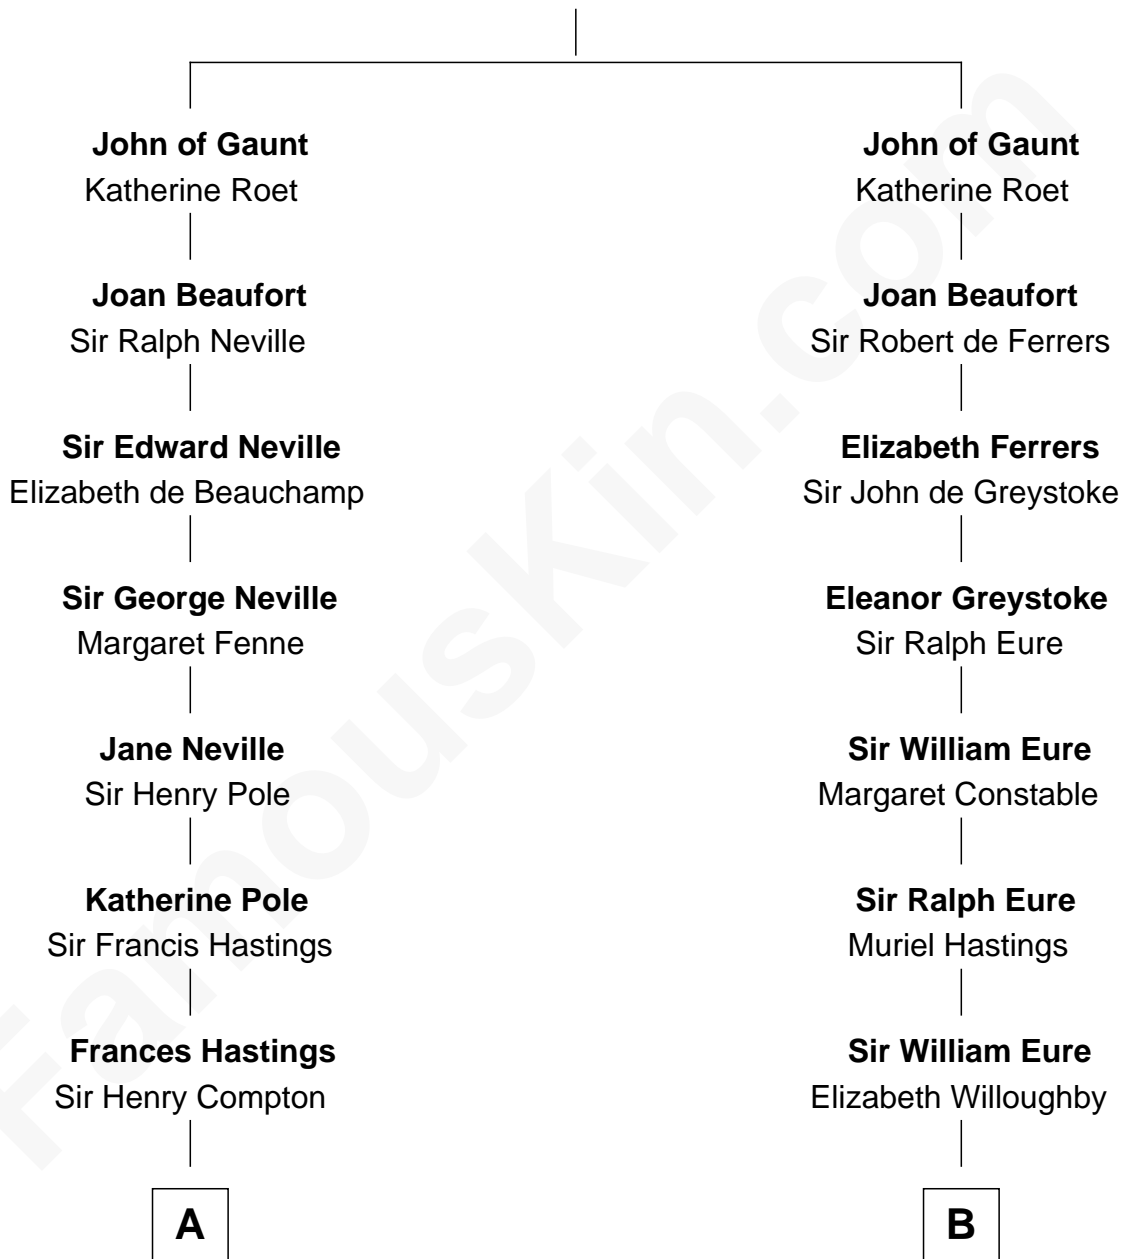 John of Gaunt
Katherine Roet
Joan Beaufort
Sir Ralph Neville
Sir Edward Neville
Elizabeth de Beauchamp
Sir George Neville
Margaret Fenne
Jane Neville
Sir Henry Pole
Katherine Pole
Sir Francis Hastings
Frances Hastings
Sir Henry Compton
A
John of Gaunt
Katherine Roet
Joan Beaufort
Sir Robert de Ferrers
Elizabeth Ferrers
Sir John de Greystoke
Eleanor Greystoke
Sir Ralph Eure
Sir William Eure
Margaret Constable
Sir Ralph Eure
Muriel Hastings
Sir William Eure
Elizabeth Willoughby
B
FamousKin.com